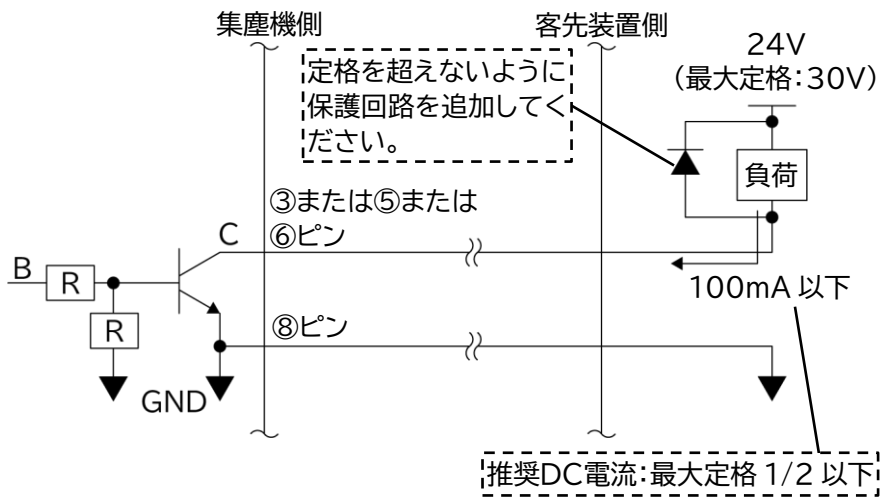 集塵機側
客先装置側
24V
（最大定格：30V）
定格を超えないように
保護回路を追加してく
ださい。
負荷
③または⑤または
⑥ピン
C
B
R
R
100mA 以下
⑧ピン
GND
推奨DC電流：最大定格 1/2 以下